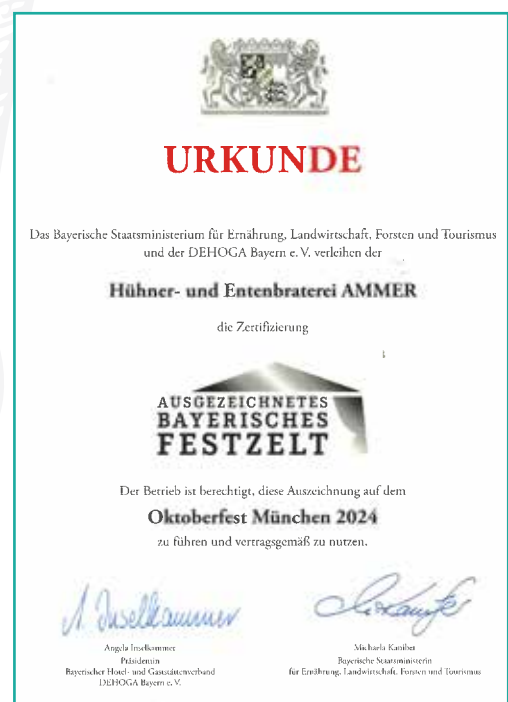 URKUNDE
Das Bayerische Staatsministerium für Ernährung, Landwirtschaft, Forsten und Tourismus
und der DEHOGA Bayern e. V. verleihen der
Hühner- und Entenbraterei AMMER
die Zertifizierung
AUSGEZEICHNETES
BAYERISCHES
FESTZELT
Der Betrieb ist berechtigt, diese Auszeichnung auf dem
Oktoberfest München 2024
zu führen und vertragsgemäß zu nutzen.
A. Inselkammer
Angela Inselkammer
Präsidentin
Bayerischer Hotel- und Gaststättenverband
DEHOGA Bayern e. V.
Michaela Kaniber
Bayerische Staatsministerin
für Ernährung, Landwirtschaft, Forsten und Tourismus